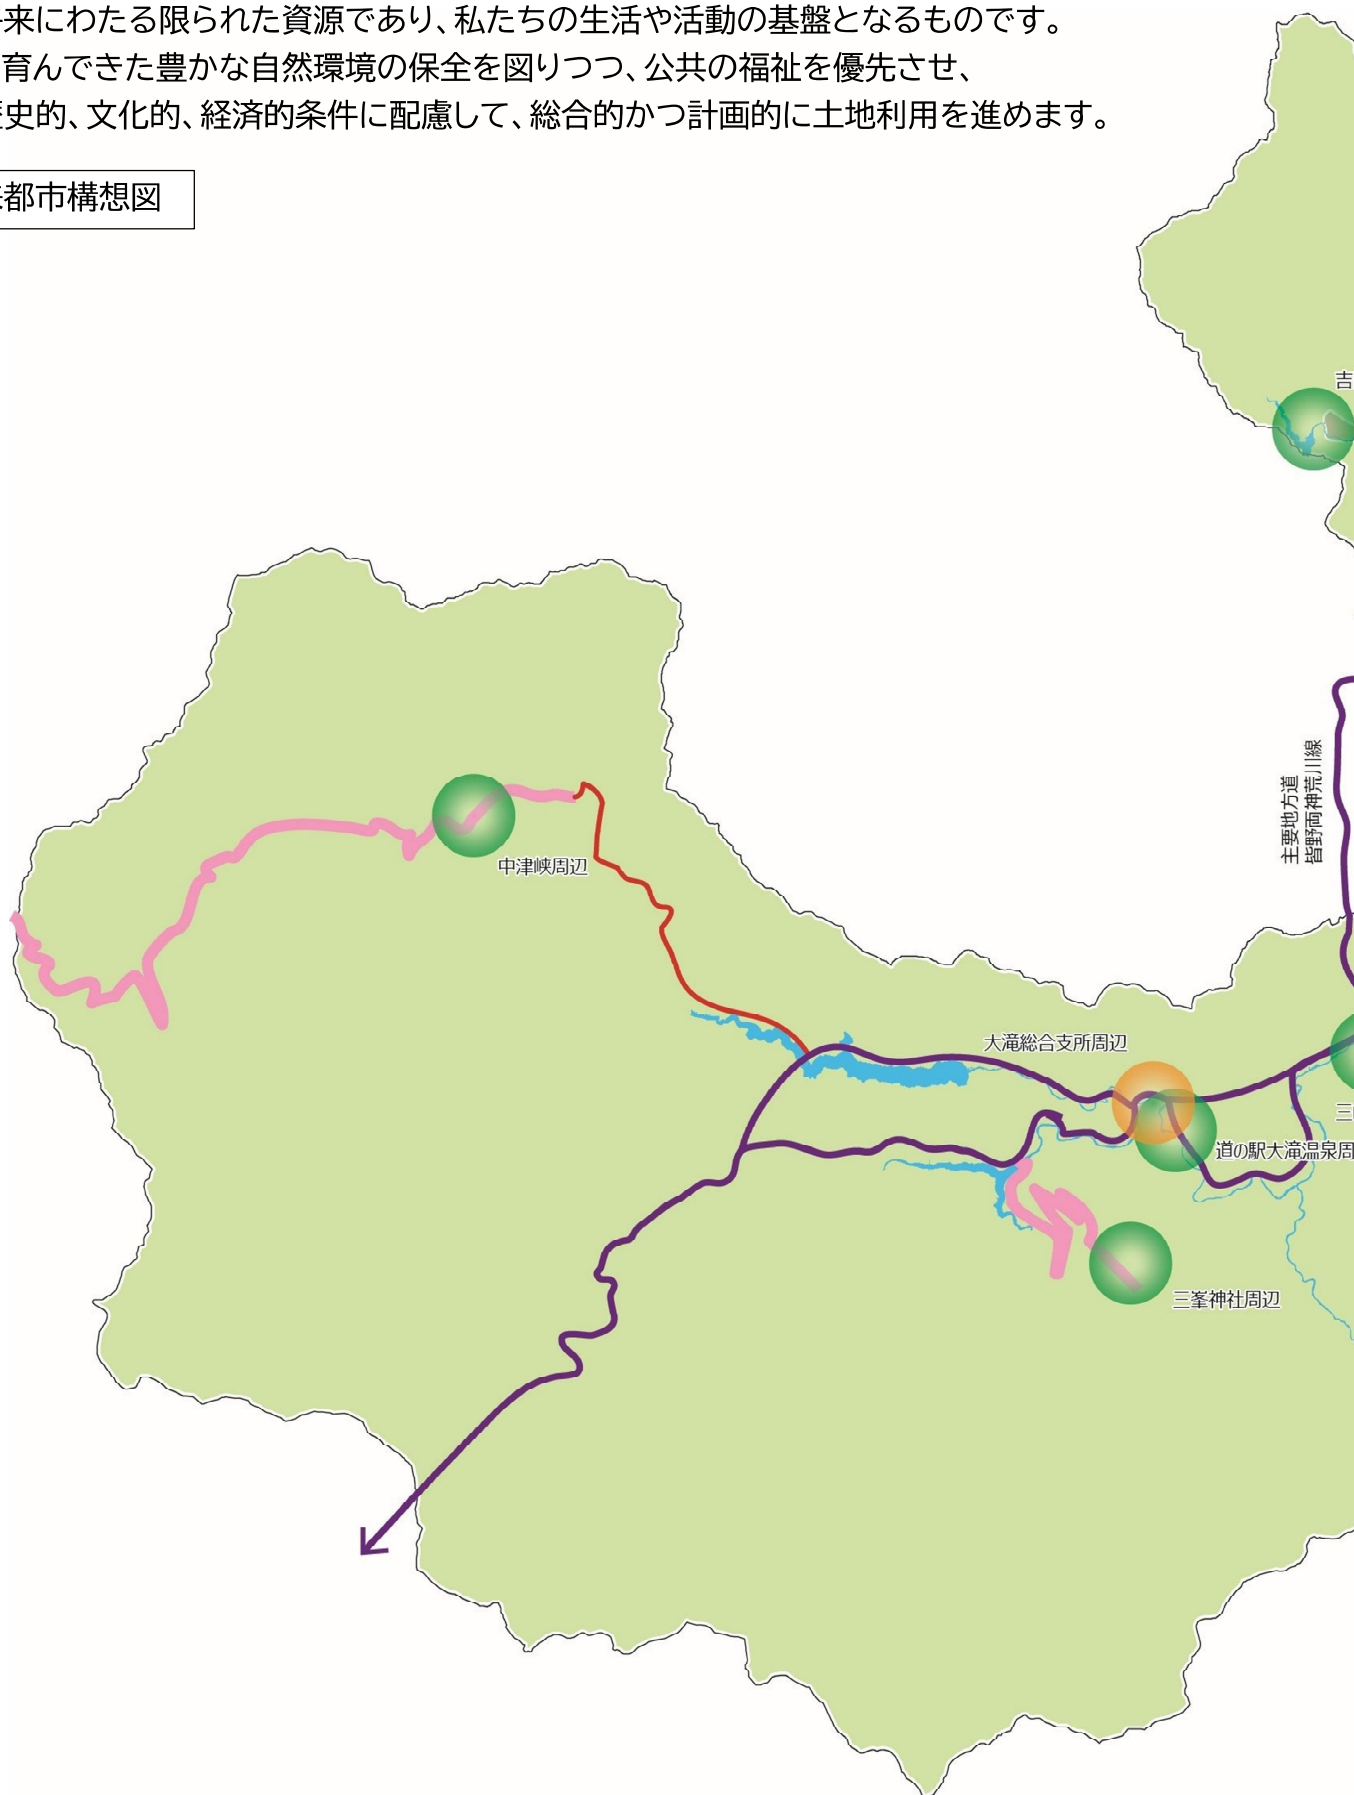 来にわたる限られた資源であり、私たちの生活や活動の基盤となるものです。
育んできた豊かな自然環境の保全を図りつつ、公共の福祉を優先させ、
史的、文化的、経済的条件に配慮して、総合的かつ計画的に土地利用を進めます。
都市構想図
吉
主要地方道
皆野両神荒川線
中津峡周辺
大滝総合支所周辺
三
道の駅大滝温泉周
三峯神社周辺